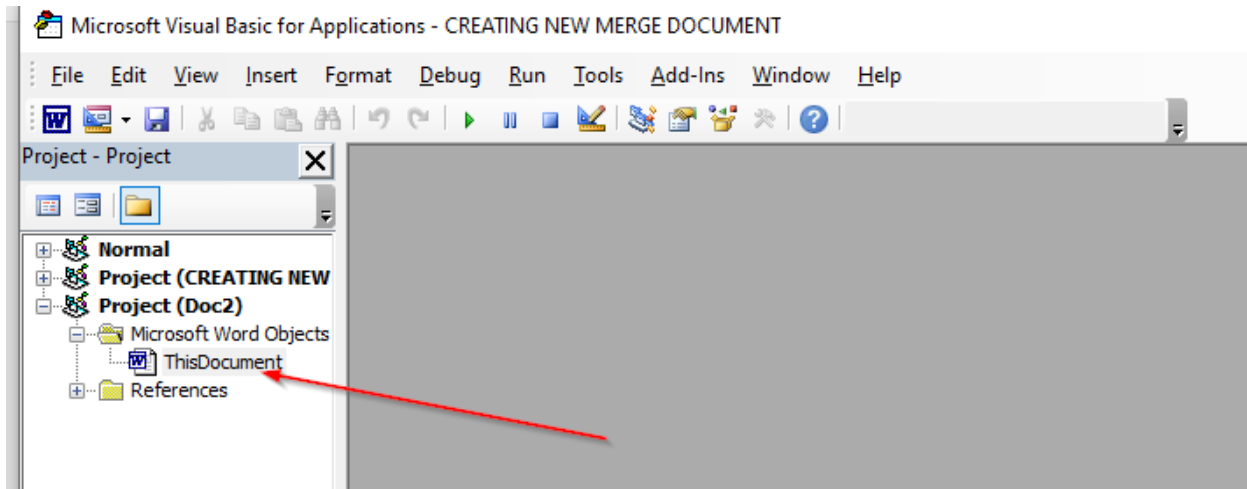 Microsoft Visual Basic for Applications - CREATING NEW MERGE DOCUMENT
File Edit View Insert Format Debug Run Tools Add-Ins Window Help
Project - Project
Normal
Project (CREATING NEW
Project (Doc2)
Microsoft Word Objects
ThisDocument
References